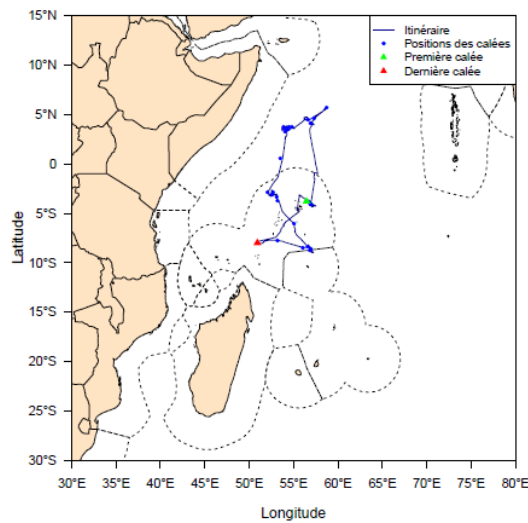 Itinéraire
Positions des calées
Première calée
Dernière calée
15°N
10°N
5°N
0
5°S
10°S
15°S
20°S
25°S
30°S
Latitude
30°E 35°E 40°E 45°E 50°E 55°E 60°E 65°E 70°E 75°E 80°E
Longitude